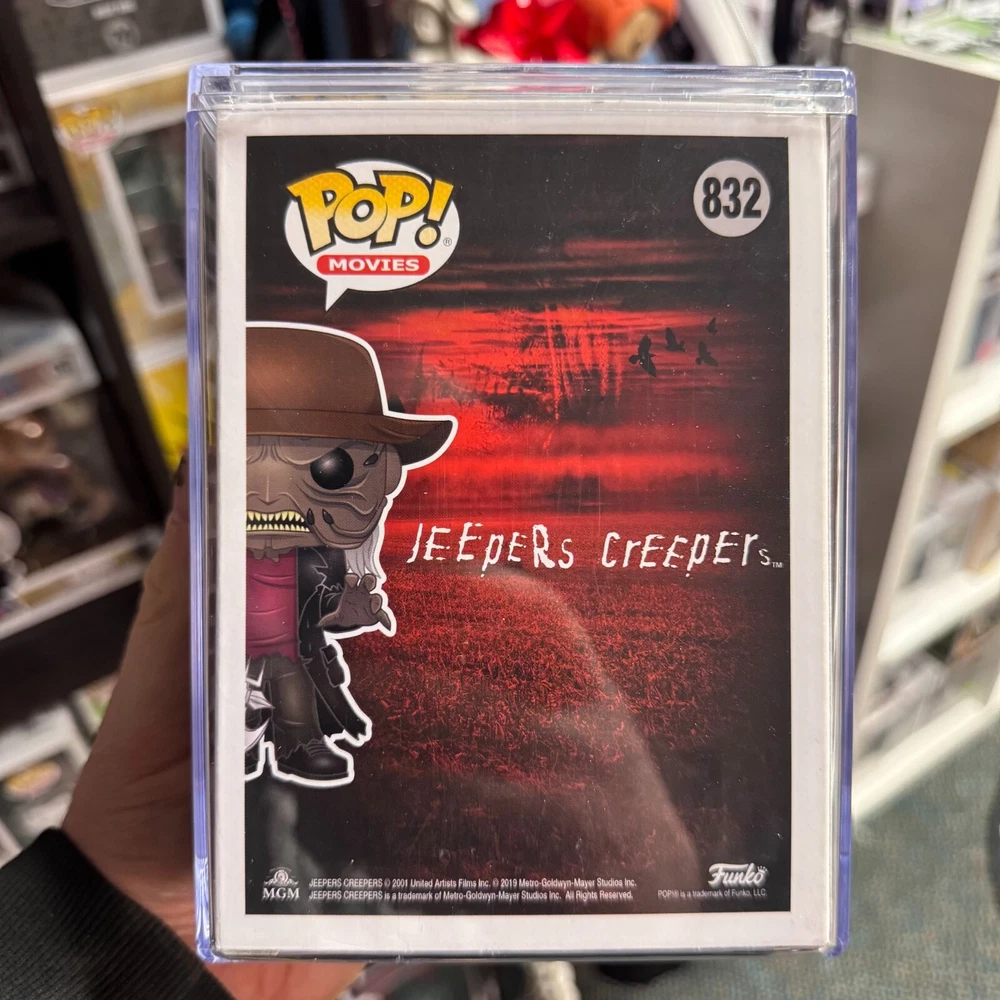 POP!®
MOVIES
832
JEEPERS CREEPERS™
MGM
JEEPERS CREEPERS © 2001 United Artists Films Inc. © 2019 Metro-Goldwyn-Mayer Studios Inc.
JEEPERS CREEPERS is a trademark of Metro-Goldwyn-Mayer Studios Inc. All Rights Reserved.
Funko
POP!® is a trademark of Funko, LLC.